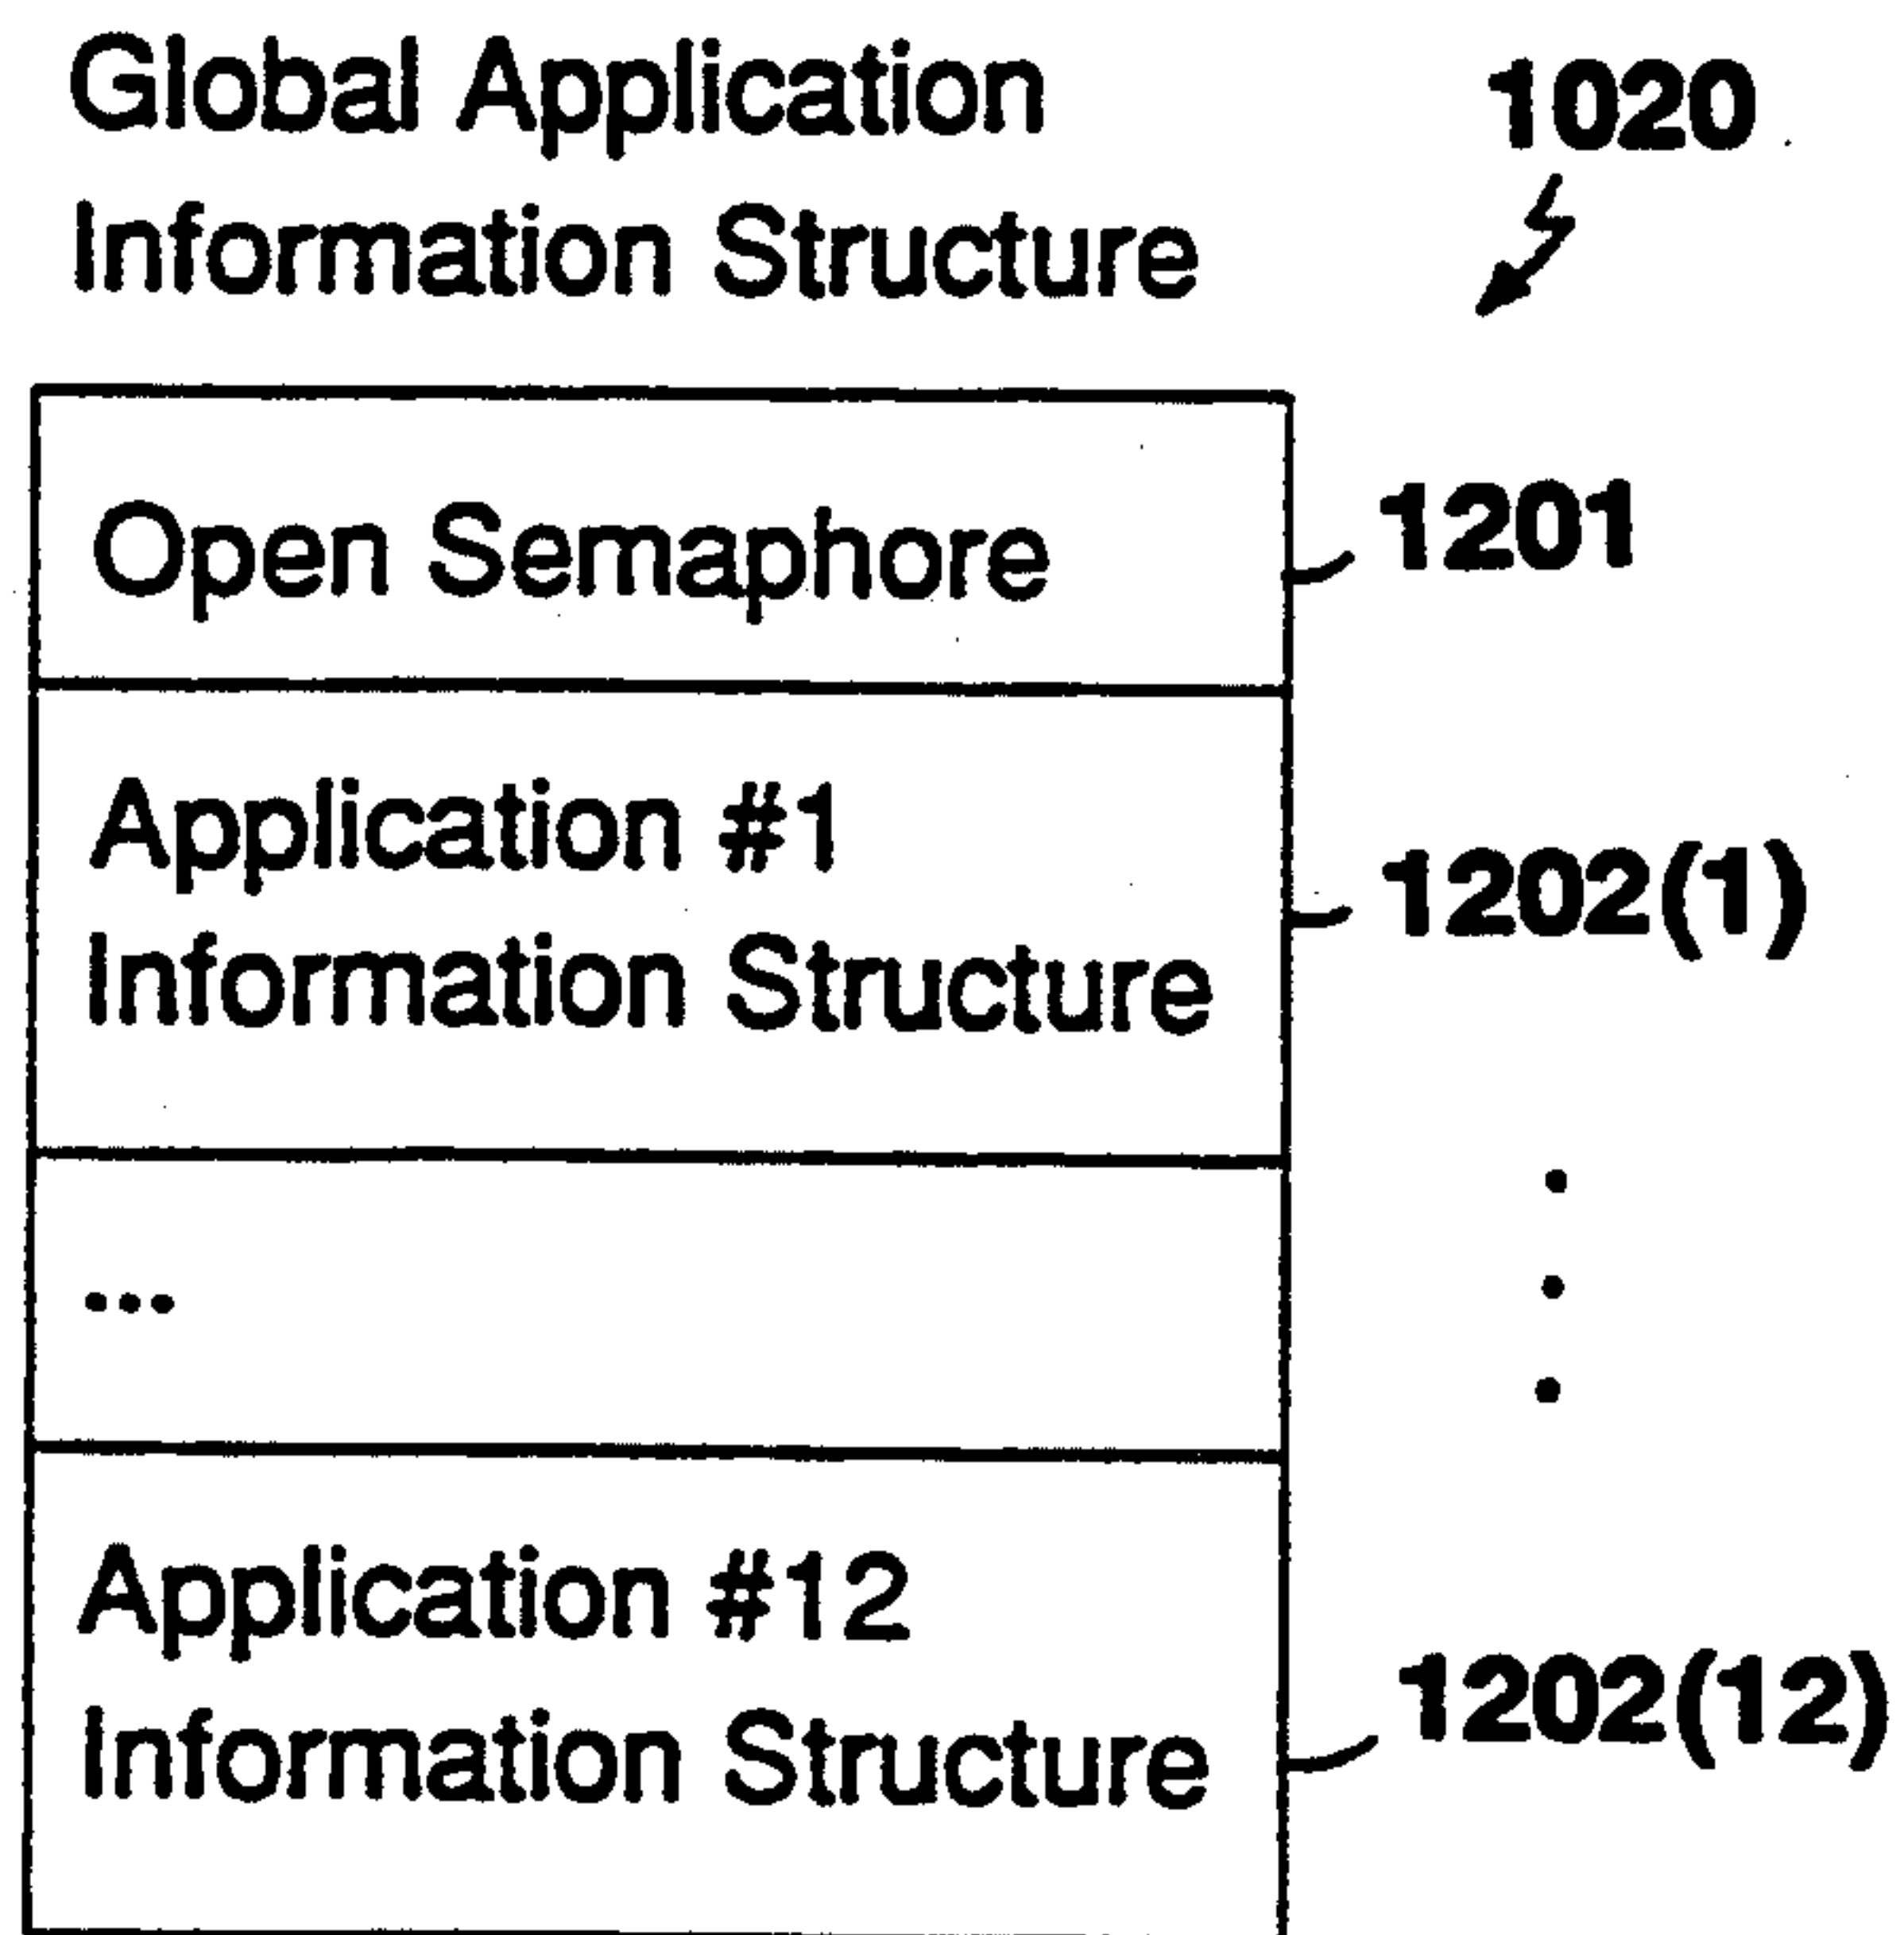 Global Application
1020
Information Structure
Open Semaphore
1201
Application #1
Information Structure
1202(1)
...
Application #12
Information Structure
1202(12)